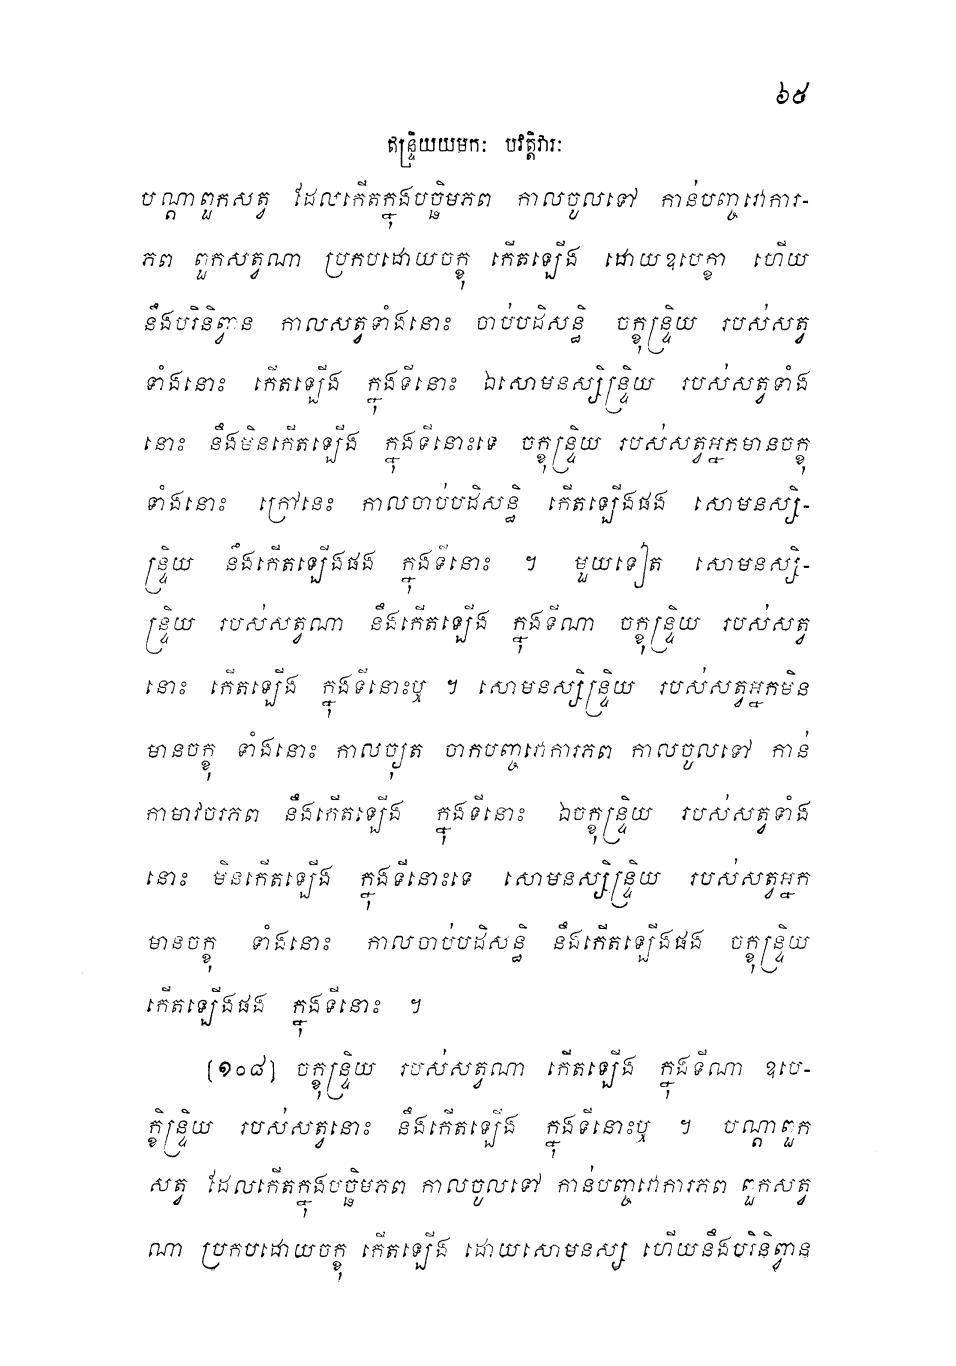 ៦៥
ឥន្ទ្រិយយមកៈ បវត្តិវារៈ
បណ្តាពួកសត្វ ដែលកើតក្នុងបច្ឆិមភព កាលចូលទៅ កាន់បញ្ចវោការ-
ភព ពួកសត្វណា ប្រកបដោយចក្ខុ កើតឡើង ដោយឧបេក្ខា ហើយ
នឹងបរិនិព្វាន កាលសត្វទាំងនោះ ចាប់បដិសន្ធិ ចក្ខុន្ទ្រិយ របស់សត្វ
ទាំងនោះ កើតឡើង ក្នុងទីនោះ ឯសោមនស្សិន្ទ្រិយ របស់សត្វទាំង
នោះ នឹងមិនកើតឡើង ក្នុងទីនោះទេ ចក្ខុន្ទ្រិយ របស់សត្វអ្នកមានចក្ខុ
ទាំងនោះ ក្រៅនេះ កាលចាប់បដិសន្ធិ កើតឡើងផង សោមនស្សិ-
ន្ទ្រិយ នឹងកើតឡើងផង ក្នុងទីនោះ ។ មួយទៀត សោមនស្សិ-
ន្ទ្រិយ របស់សត្វណា នឹងកើតឡើង ក្នុងទីណា ចក្ខុន្ទ្រិយ របស់សត្វ
នោះ កើតឡើង ក្នុងទីនោះឬ ។ សោមនស្សិន្ទ្រិយ របស់សត្វអ្នកមិន
មានចក្ខុ ទាំងនោះ កាលច្យុត ចាកបញ្ចវោការភព កាលចូលទៅ កាន់
កាមាវចរភព នឹងកើតឡើង ក្នុងទីនោះ ឯចក្ខុន្ទ្រិយ របស់សត្វទាំង
នោះ មិនកើតឡើង ក្នុងទីនោះទេ សោមនស្សិន្ទ្រិយ របស់សត្វអ្នក
មានចក្ខុ ទាំងនោះ កាលចាប់បដិសន្ធិ នឹងកើតឡើងផង ចក្ខុន្ទ្រិយ
កើតឡើងផង ក្នុងទីនោះ ។
[១០៨] ចក្ខុន្ទ្រិយ របស់សត្វណា កើតឡើង ក្នុងទីណា ឧបេ-
ក្ខិន្ទ្រិយ របស់សត្វនោះ នឹងកើតឡើង ក្នុងទីនោះឬ ។ បណ្តាពួក
សត្វ ដែលកើតក្នុងបច្ឆិមភព កាលចូលទៅ កាន់បញ្ចវោការភព ពួកសត្វ
ណា ប្រកបដោយចក្ខុ កើតឡើង ដោយសោមនស្ស ហើយនឹងបរិនិព្វាន